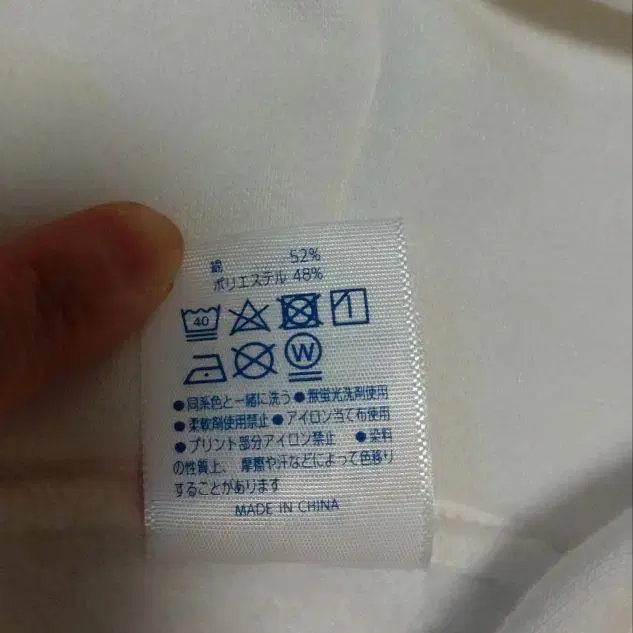 綿 52%
ポリエステル 48%
40
W
●同系色と一緒に洗う●無蛍光洗剤使用
●柔軟剤使用禁止●アイロン当て布使用
●プリント部分アイロン禁止 ●染料
の性質上、摩擦や汗などによって色移り
することがあります
MADE IN CHINA